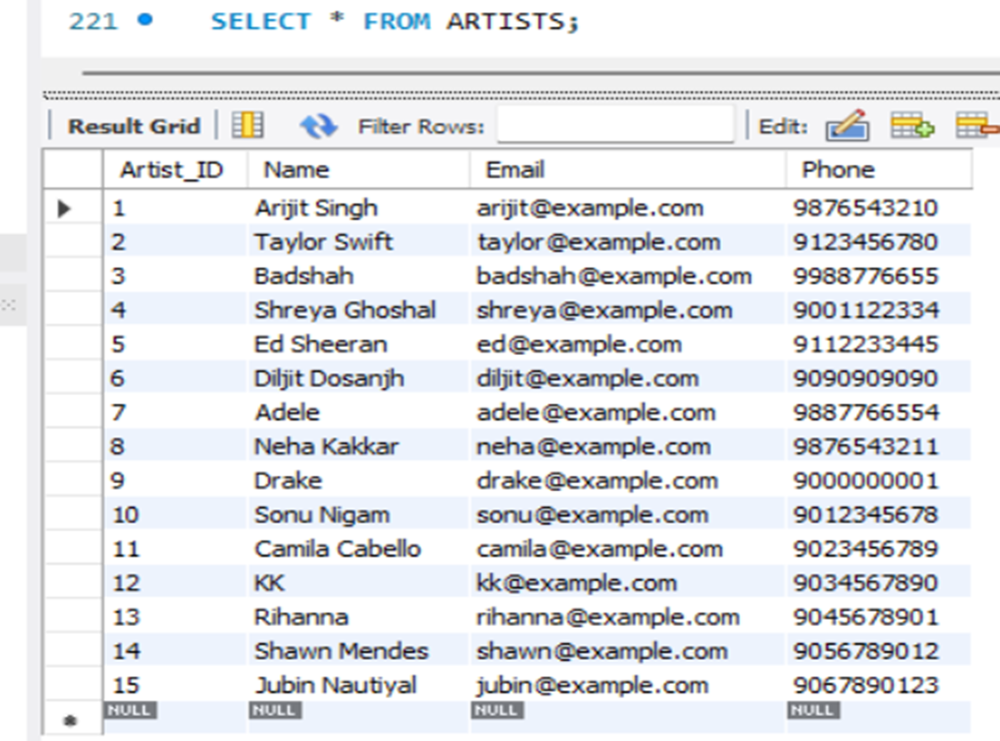 221 SELECT * FROM ARTISTS;
Result Grid Filter Rows: Edit:
Artist_ID Name Email Phone
1 Arijit Singh arijit@example.com 9876543210
2 Taylor Swift taylor@example.com 9123456780
3 Badshah badshah@example.com 9988776655
4 Shreya Ghoshal shreya@example.com 9001122334
5 Ed Sheeran ed@example.com 9112233445
6 Diljit Dosanjh diljit@example.com 9090909090
7 Adele adele@example.com 9887766554
8 Neha Kakkar neha@example.com 9876543211
9 Drake drake@example.com 9000000001
10 Sonu Nigam sonu@example.com 9012345678
11 Camila Cabello camila@example.com 9023456789
12 KK kk@example.com 9034567890
13 Rihanna rihanna@example.com 9045678901
14 Shawn Mendes shawn@example.com 9056789012
15 Jubin Nautiyal jubin@example.com 9067890123
NULL NULL NULL NULL